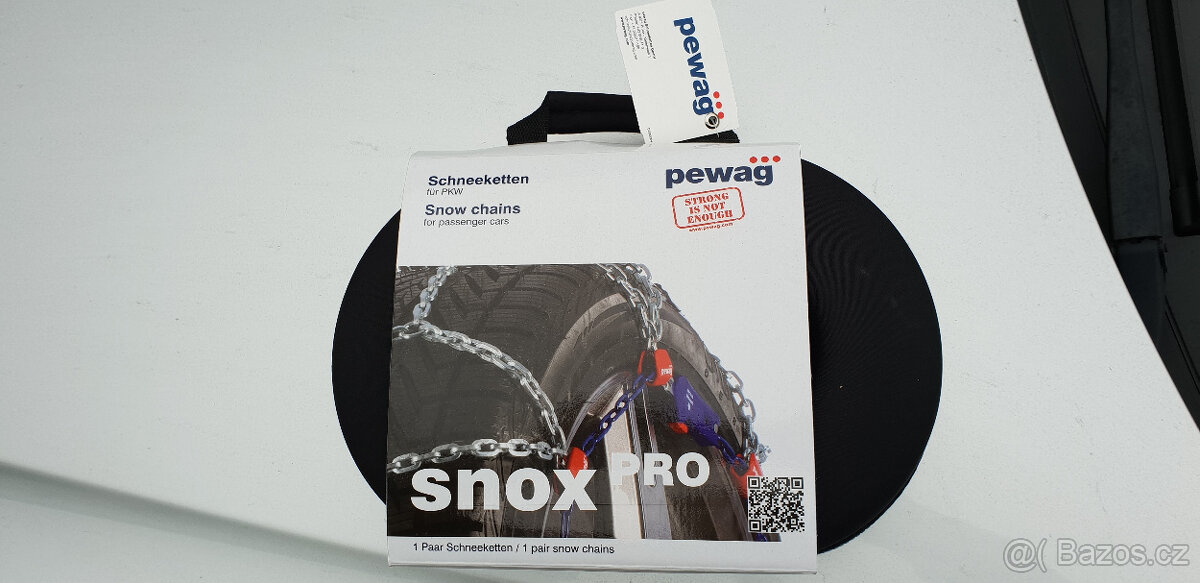 pewag
Schneeketten
für PKW
Snow chains
for passenger cars
pewag
STRONG
IS NOT
ENOUGH
www.pewag.com
snox PRO
1 Paar Schneeketten / 1 pair snow chains
@( Bazos.cz